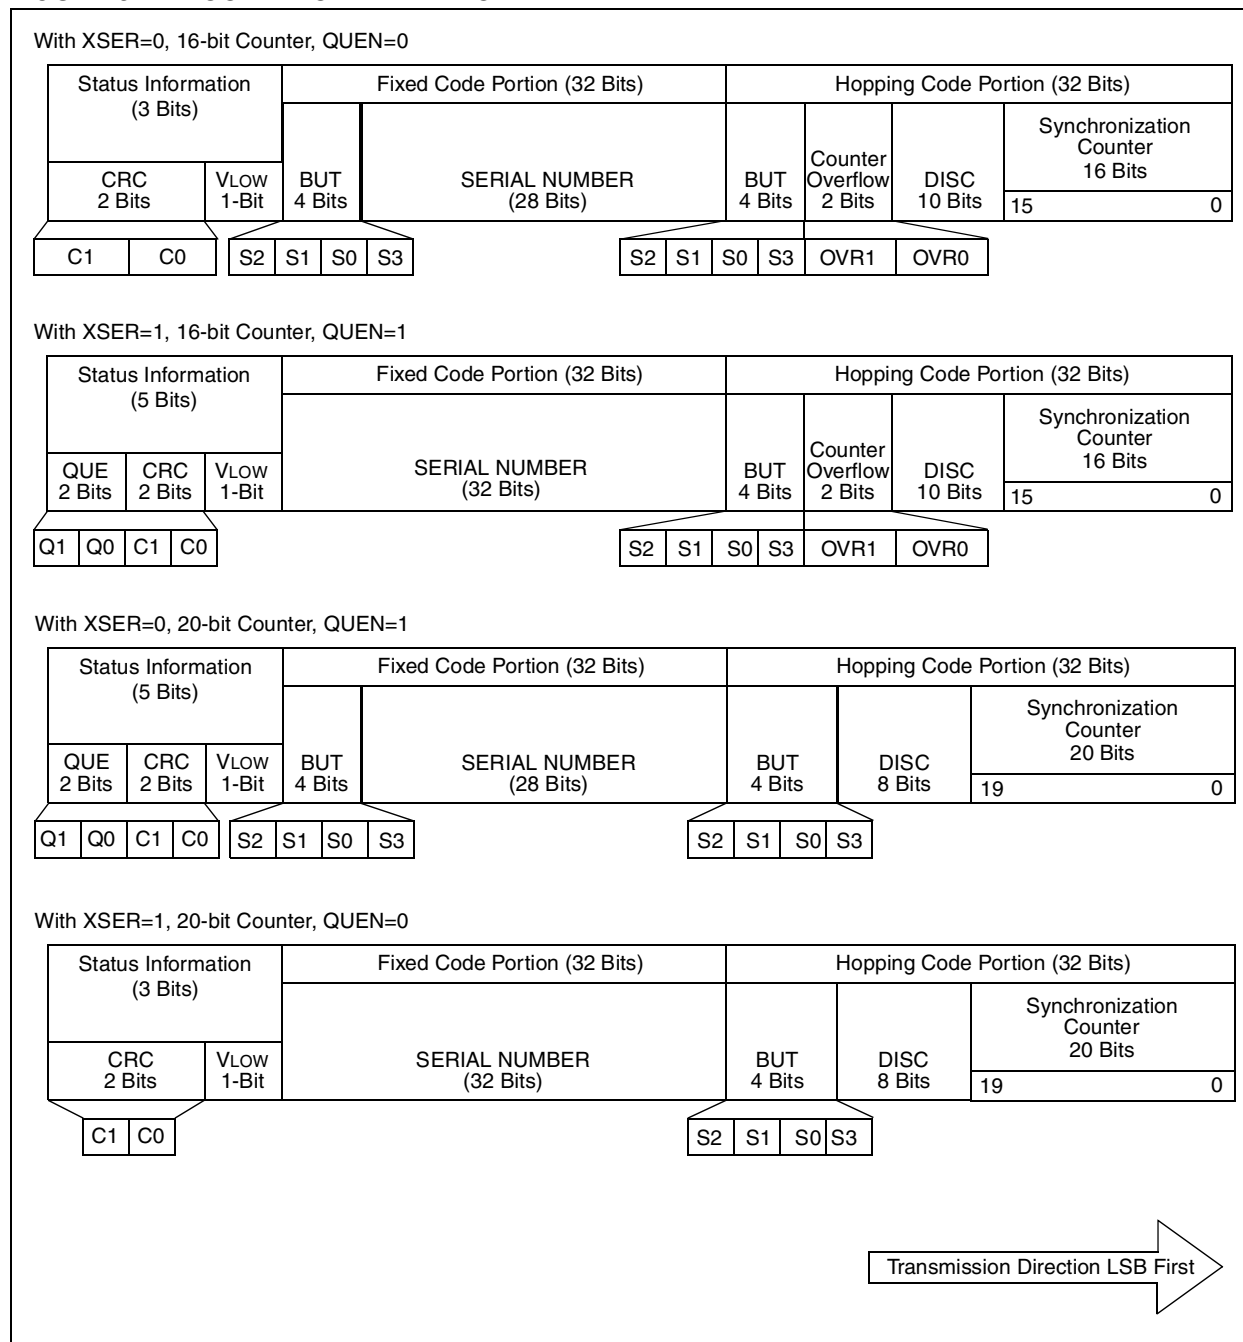 With XSER=0, 16-bit Counter, QUEN=0
Status Information
(3 Bits)
Fixed Code Portion (32 Bits)
Hopping Code Portion (32 Bits)
CRC
2 Bits
VLOW
1-Bit
BUT
4 Bits
SERIAL NUMBER
(28 Bits)
BUT
4 Bits
Counter
Overflow
2 Bits
DISC
10 Bits
Synchronization
Counter
16 Bits
15 0
C1 C0
S2 S1 S0 S3
S2 S1 S0 S3 OVR1 OVR0
With XSER=1, 16-bit Counter, QUEN=1
Status Information
(5 Bits)
Fixed Code Portion (32 Bits)
Hopping Code Portion (32 Bits)
QUE
2 Bits
CRC
2 Bits
VLOW
1-Bit
SERIAL NUMBER
(32 Bits)
BUT
4 Bits
Counter
Overflow
2 Bits
DISC
10 Bits
Synchronization
Counter
16 Bits
15 0
Q1 Q0 C1 C0
S2 S1 S0 S3 OVR1 OVR0
With XSER=0, 20-bit Counter, QUEN=1
Status Information
(5 Bits)
Fixed Code Portion (32 Bits)
Hopping Code Portion (32 Bits)
QUE
2 Bits
CRC
2 Bits
VLOW
1-Bit
BUT
4 Bits
SERIAL NUMBER
(28 Bits)
BUT
4 Bits
DISC
8 Bits
Synchronization
Counter
20 Bits
19 0
Q1 Q0 C1 C0
S2 S1 S0 S3
S2 S1 S0 S3
With XSER=1, 20-bit Counter, QUEN=0
Status Information
(3 Bits)
Fixed Code Portion (32 Bits)
Hopping Code Portion (32 Bits)
CRC
2 Bits
VLOW
1-Bit
SERIAL NUMBER
(32 Bits)
BUT
4 Bits
DISC
8 Bits
Synchronization
Counter
20 Bits
19 0
C1 C0
S2 S1 S0 S3
Transmission Direction LSB First